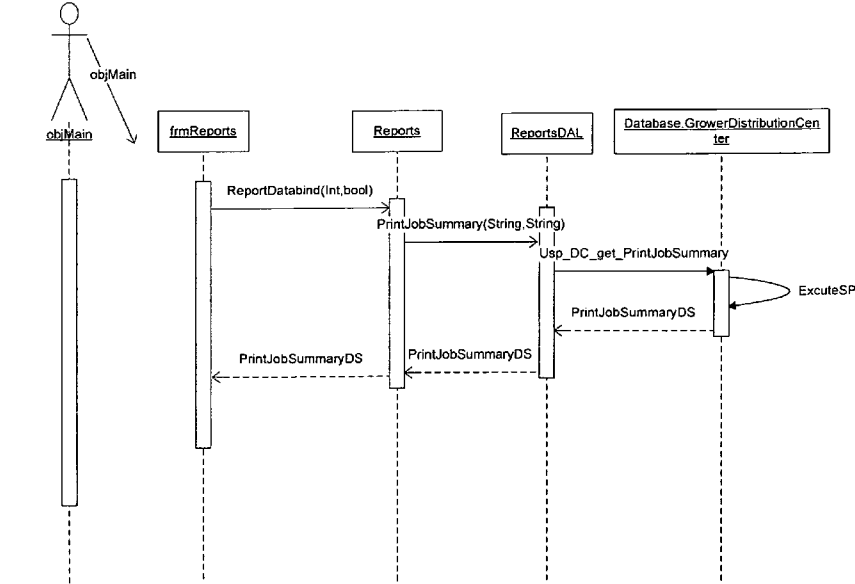 objMain
objMain
frmReports
Reports
ReportsDAL
Database.GrowerDistributionCen
ter
ReportDatabind(Int,bool)
PrintJobSummary(String,String)
Usp_DC_get_PrintJobSummary
ExcuteSP
PrintJobSummaryDS
PrintJobSummaryDS
PrintJobSummaryDS